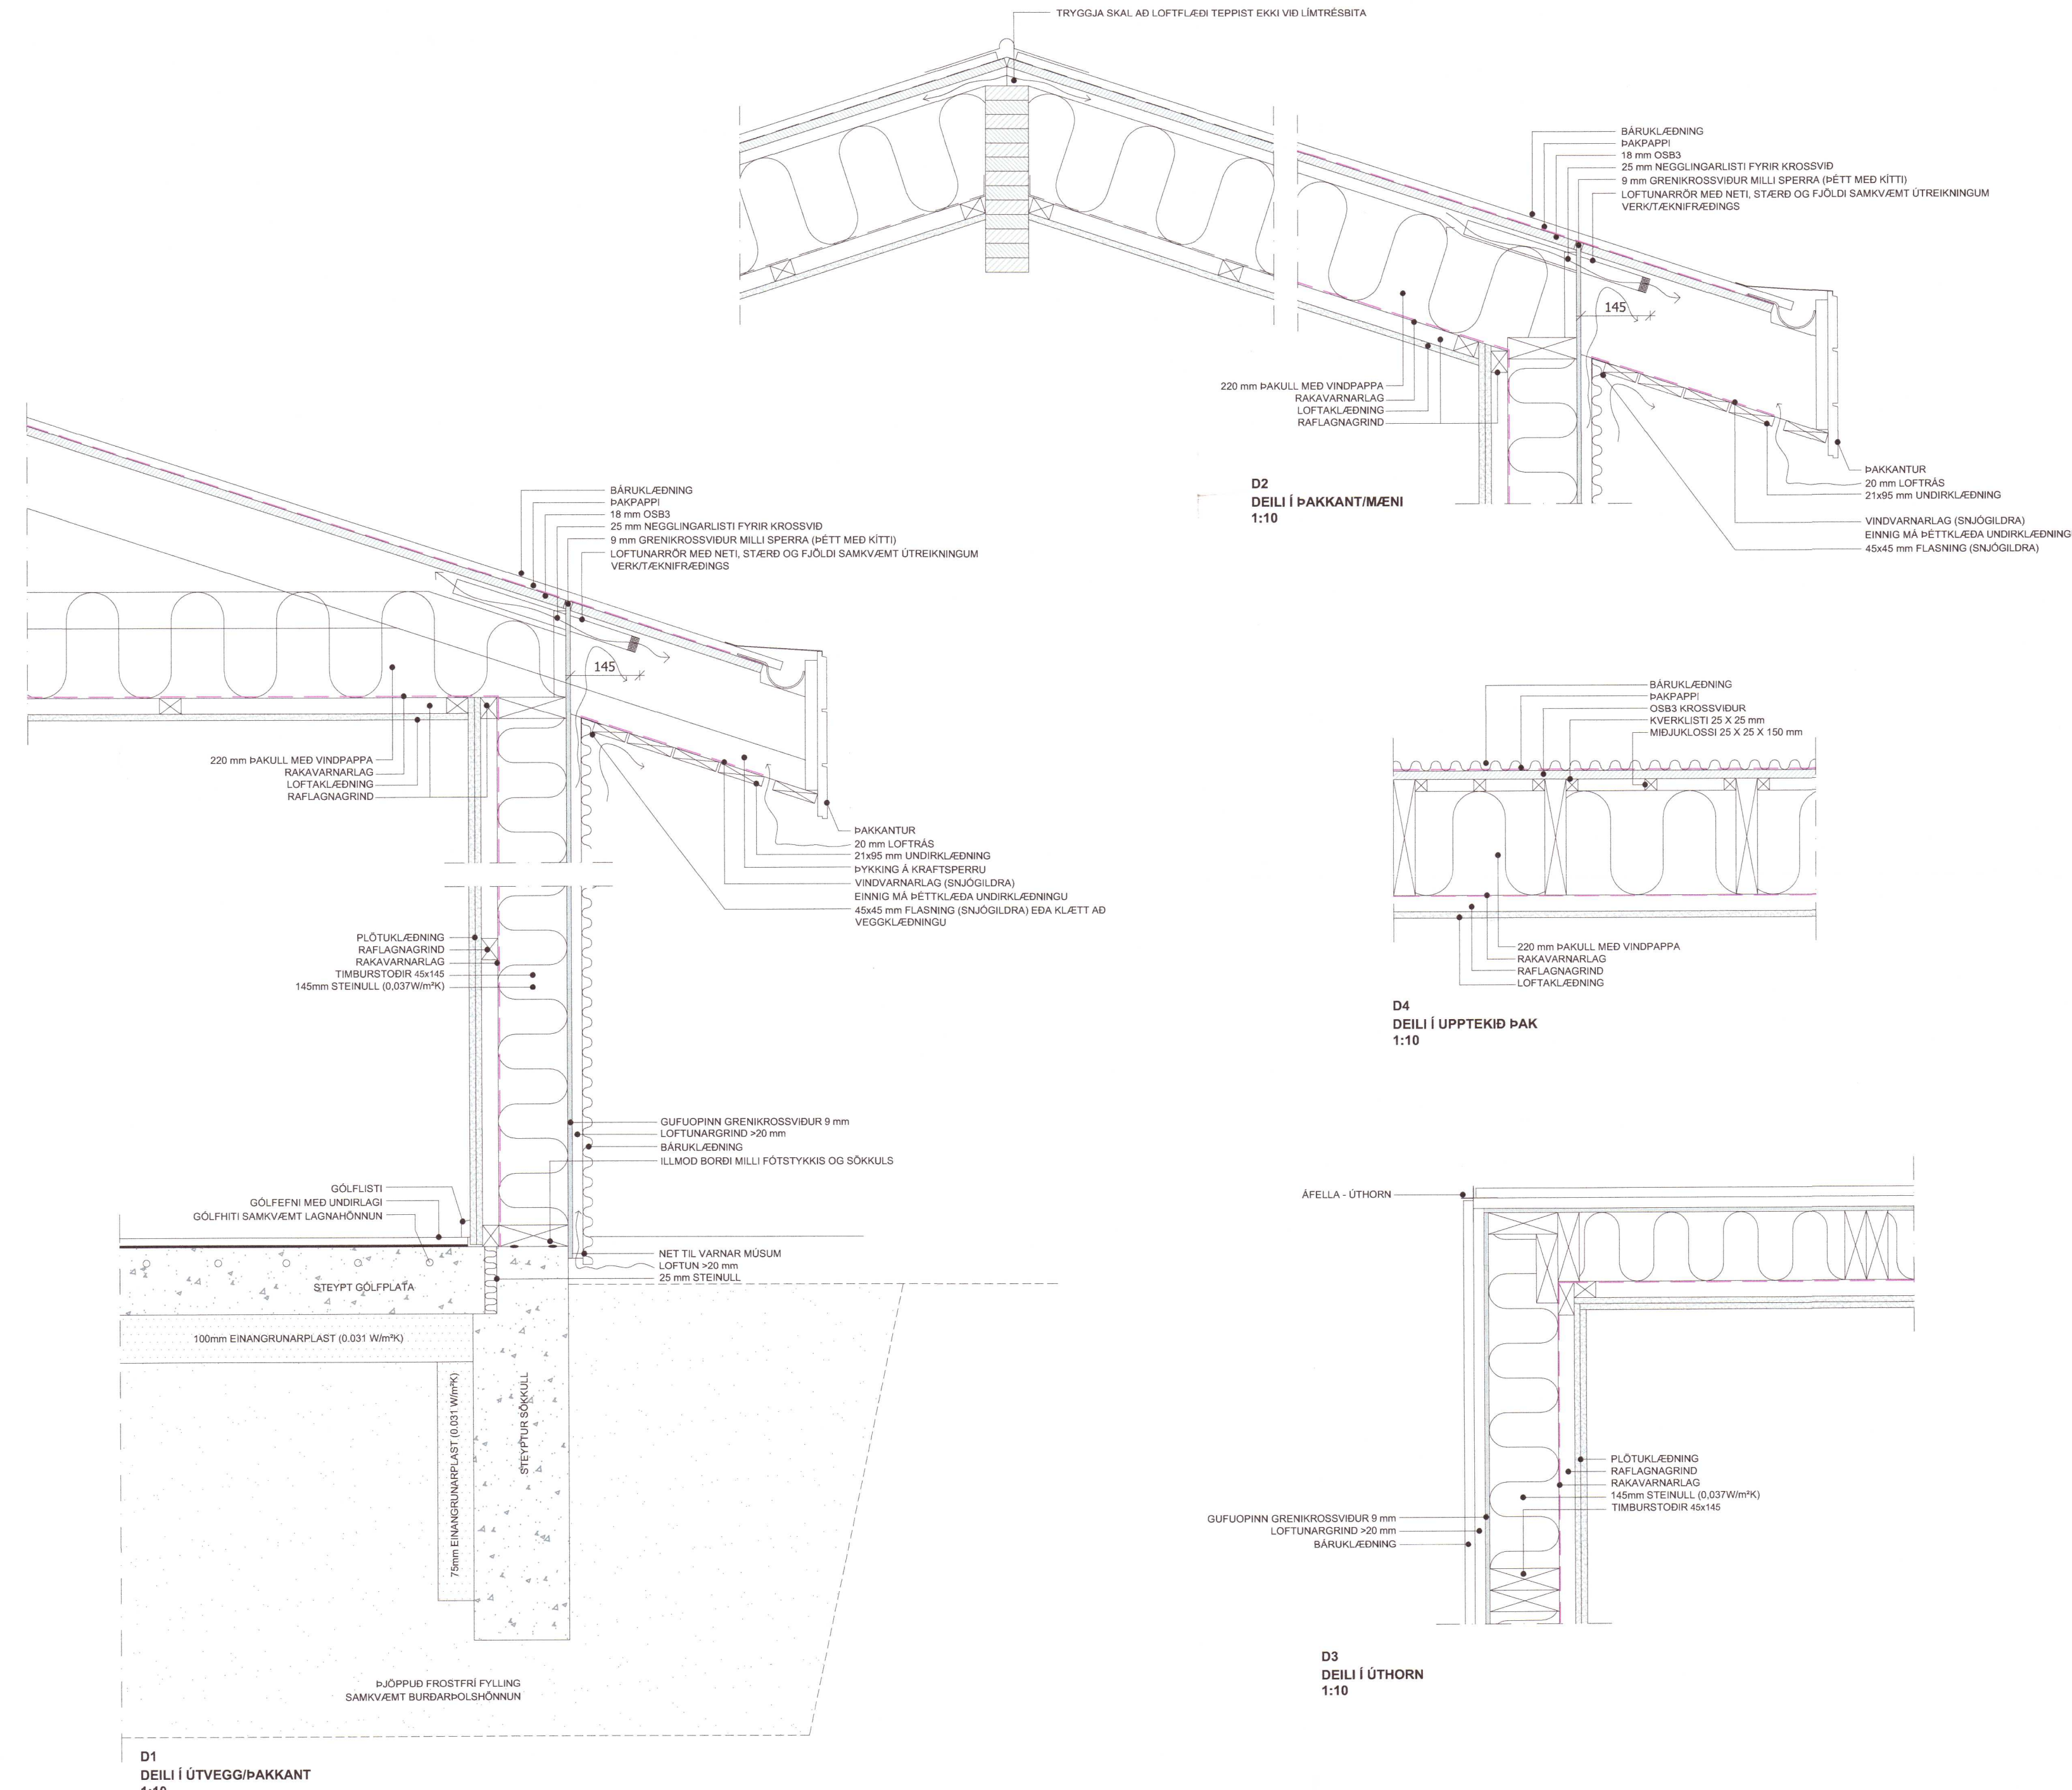 TRYGGJA SKAL AÐ LOFTFLÆÐI TEPPIST EKKI VIÐ LÍMTRÉSBITA
BÁRUKLÆÐNING
ÞAKPAPPI
18 mm OSB3
25 mm NEGGLINGARLISTI FYRIR KROSSVIÐ
9 mm GRENIKROSSVIÐUR MILLI SPERRA (ÞÉTT MEÐ KÍTTI)
LOFTUNARRÖR MEÐ NETI, STÆRÐ OG FJÖLDI SAMKVÆMT ÚTREIKNINGUM
VERK/TÆKNIFRÆÐINGS
145
220 mm ÞAKULL MEÐ VINDPAPPA
RAKAVARNARLAG
LOFTAKLÆÐNING
RAFLAGNAGRIND
ÞAKKANTUR
20 mm LOFTRÁS
21x95 mm UNDIRKLÆÐNING
VINDVARNARLAG (SNJÓGILDRA)
EINNIG MÁ ÞÉTTKLÆÐA UNDIRKLÆÐNING
45x45 mm FLASNING (SNJÓGILDRA)
D2
DEILI Í ÞAKKANT/MÆNI
1:10
BÁRUKLÆÐNING
ÞAKPAPPI
18 mm OSB3
25 mm NEGGLINGARLISTI FYRIR KROSSVIÐ
9 mm GRENIKROSSVIÐUR MILLI SPERRA (ÞÉTT MEÐ KÍTTI)
LOFTUNARRÖR MEÐ NETI, STÆRÐ OG FJÖLDI SAMKVÆMT ÚTREIKNINGUM
VERK/TÆKNIFRÆÐINGS
145
220 mm ÞAKULL MEÐ VINDPAPPA
RAKAVARNARLAG
LOFTAKLÆÐNING
RAFLAGNAGRIND
ÞAKKANTUR
20 mm LOFTRÁS
21x95 mm UNDIRKLÆÐNING
ÞYKKING Á KRAFTSPERRU
VINDVARNARLAG (SNJÓGILDRA)
EINNIG MÁ ÞÉTTKLÆÐA UNDIRKLÆÐNINGU
45x45 mm FLASNING (SNJÓGILDRA) EÐA KLÆTT AÐ
VEGGKLÆÐNINGU
PLÖTUKLÆÐNING
RAFLAGNAGRIND
RAKAVARNARLAG
TIMBURSTOÐIR 45x145
145mm STEINULL (0,037W/m²K)
GUFUOPINN GRENIKROSSVIÐUR 9 mm
LOFTUNARGRIND >20 mm
BÁRUKLÆÐNING
ILLMOD BORÐI MILLI FÓTSTYKKIS OG SÖKKULS
GÓLFLISTI
GÓLFEFNI MEÐ UNDIRLAGI
GÓLFHITI SAMKVÆMT LAGNAHÖNNUN
NET TIL VARNAR MÚSUM
LOFTUN >20 mm
25 mm STEINULL
STEYPT GÓLFPLATA
100mm EINANGRUNARPLAST (0.031 W/m²K)
75mm EINANGRUNARPLAST (0.031 W/m²K)
STEYPTUR SÖKKULL
ÞJÖPPUÐ FROSTFRÍ FYLLING
SAMKVÆMT BURÐARÞOLSHÖNNUN
D1
DEILI Í ÚTVEGG/ÞAKKANT
1:10
BÁRUKLÆÐNING
ÞAKPAPPI
OSB3 KROSSVIÐUR
KVERKLISTI 25 X 25 mm
MIÐJUKLOSSI 25 X 25 X 150 mm
220 mm ÞAKULL MEÐ VINDPAPPA
RAKAVARNARLAG
RAFLAGNAGRIND
LOFTAKLÆÐNING
D4
DEILI Í UPPTEKIÐ ÞAK
1:10
ÁFELLA - ÚTHORN
PLÖTUKLÆÐNING
RAFLAGNAGRIND
RAKAVARNARLAG
145mm STEINULL (0,037W/m²K)
TIMBURSTOÐIR 45x145
GUFUOPINN GRENIKROSSVIÐUR 9 mm
LOFTUNARGRIND >20 mm
BÁRUKLÆÐNING
D3
DEILI Í ÚTHORN
1:10